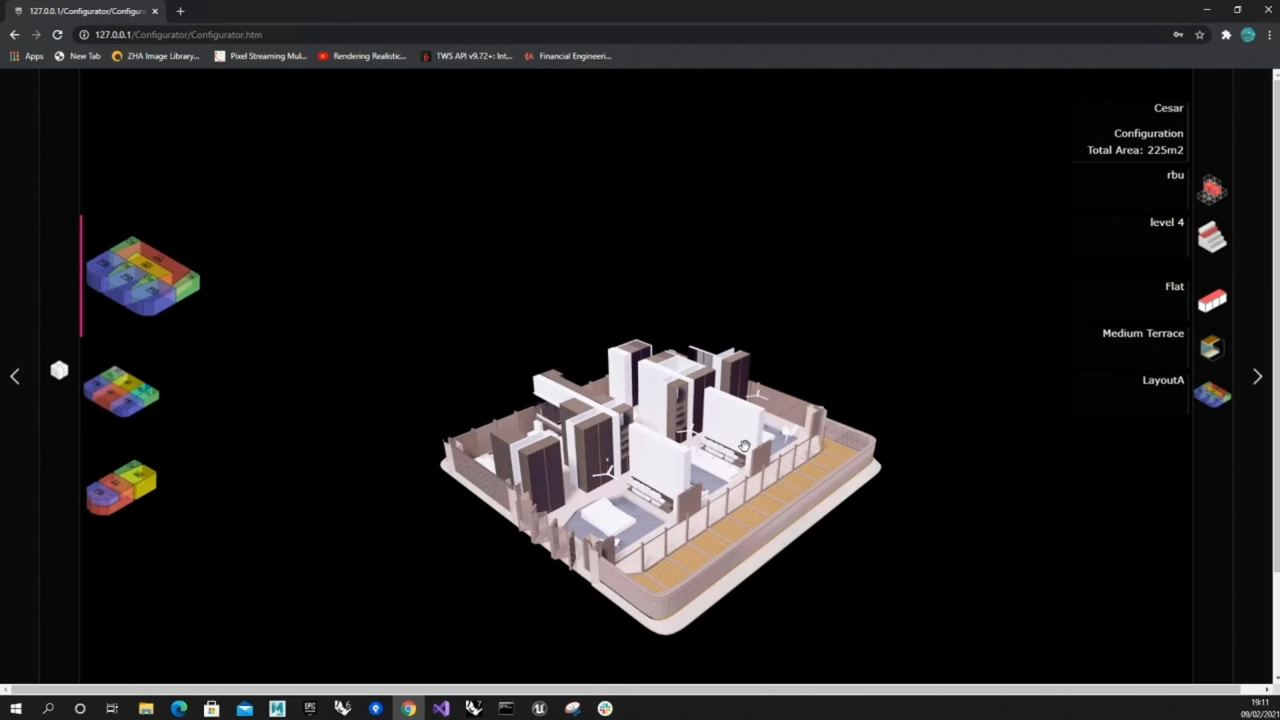 127.0.0.1/Configurator/Configur
127.0.0.1/Configurator/Configurator.htm
Apps
New Tab
ZHA Image Library...
Pixel Streaming Mul...
Rendering Realistic...
TWS API v9.72+: Int...
Financial Engineeri...
Cesar
Configuration
Total Area: 225m2
rbu
level 4
Flat
Medium Terrace
LayoutA
19:11
09/02/2021